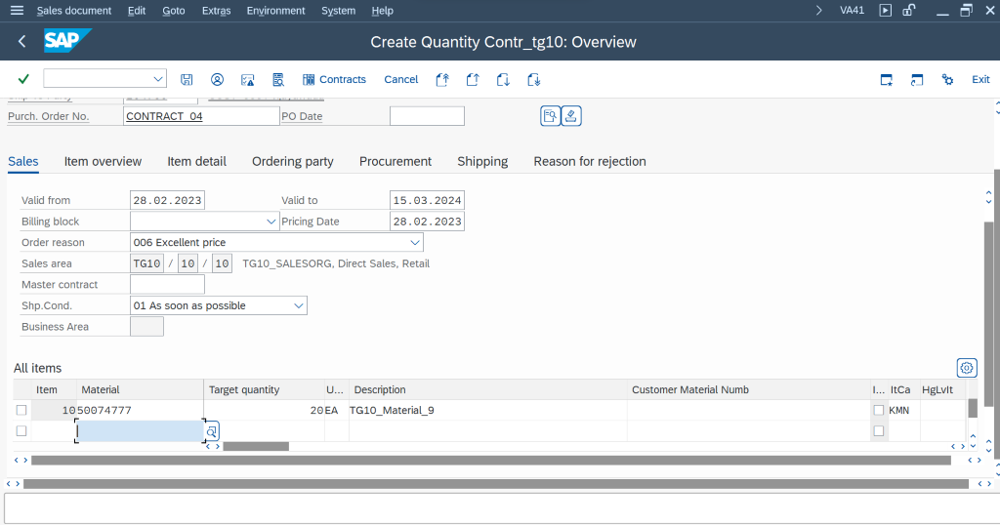 Sales document Edit Goto Extras Environment System Help VA41
SAP Create Quantity Contr_tg10: Overview
Contracts Cancel Exit
Purch. Order No. CONTRACT_04 PO Date
Sales Item overview Item detail Ordering party Procurement Shipping Reason for rejection
Valid from 28.02.2023 Valid to 15.03.2024
Billing block Pricing Date 28.02.2023
Order reason 006 Excellent price
Sales area TG10 / 10 / 10 TG10_SALESORG, Direct Sales, Retail
Master contract
Shp.Cond. 01 As soon as possible
Business Area
All items
Item Material Target quantity U... Description Customer Material Numb I... ItCa HgLvIt
10 50074777 20 EA TG10_Material_9 KMN